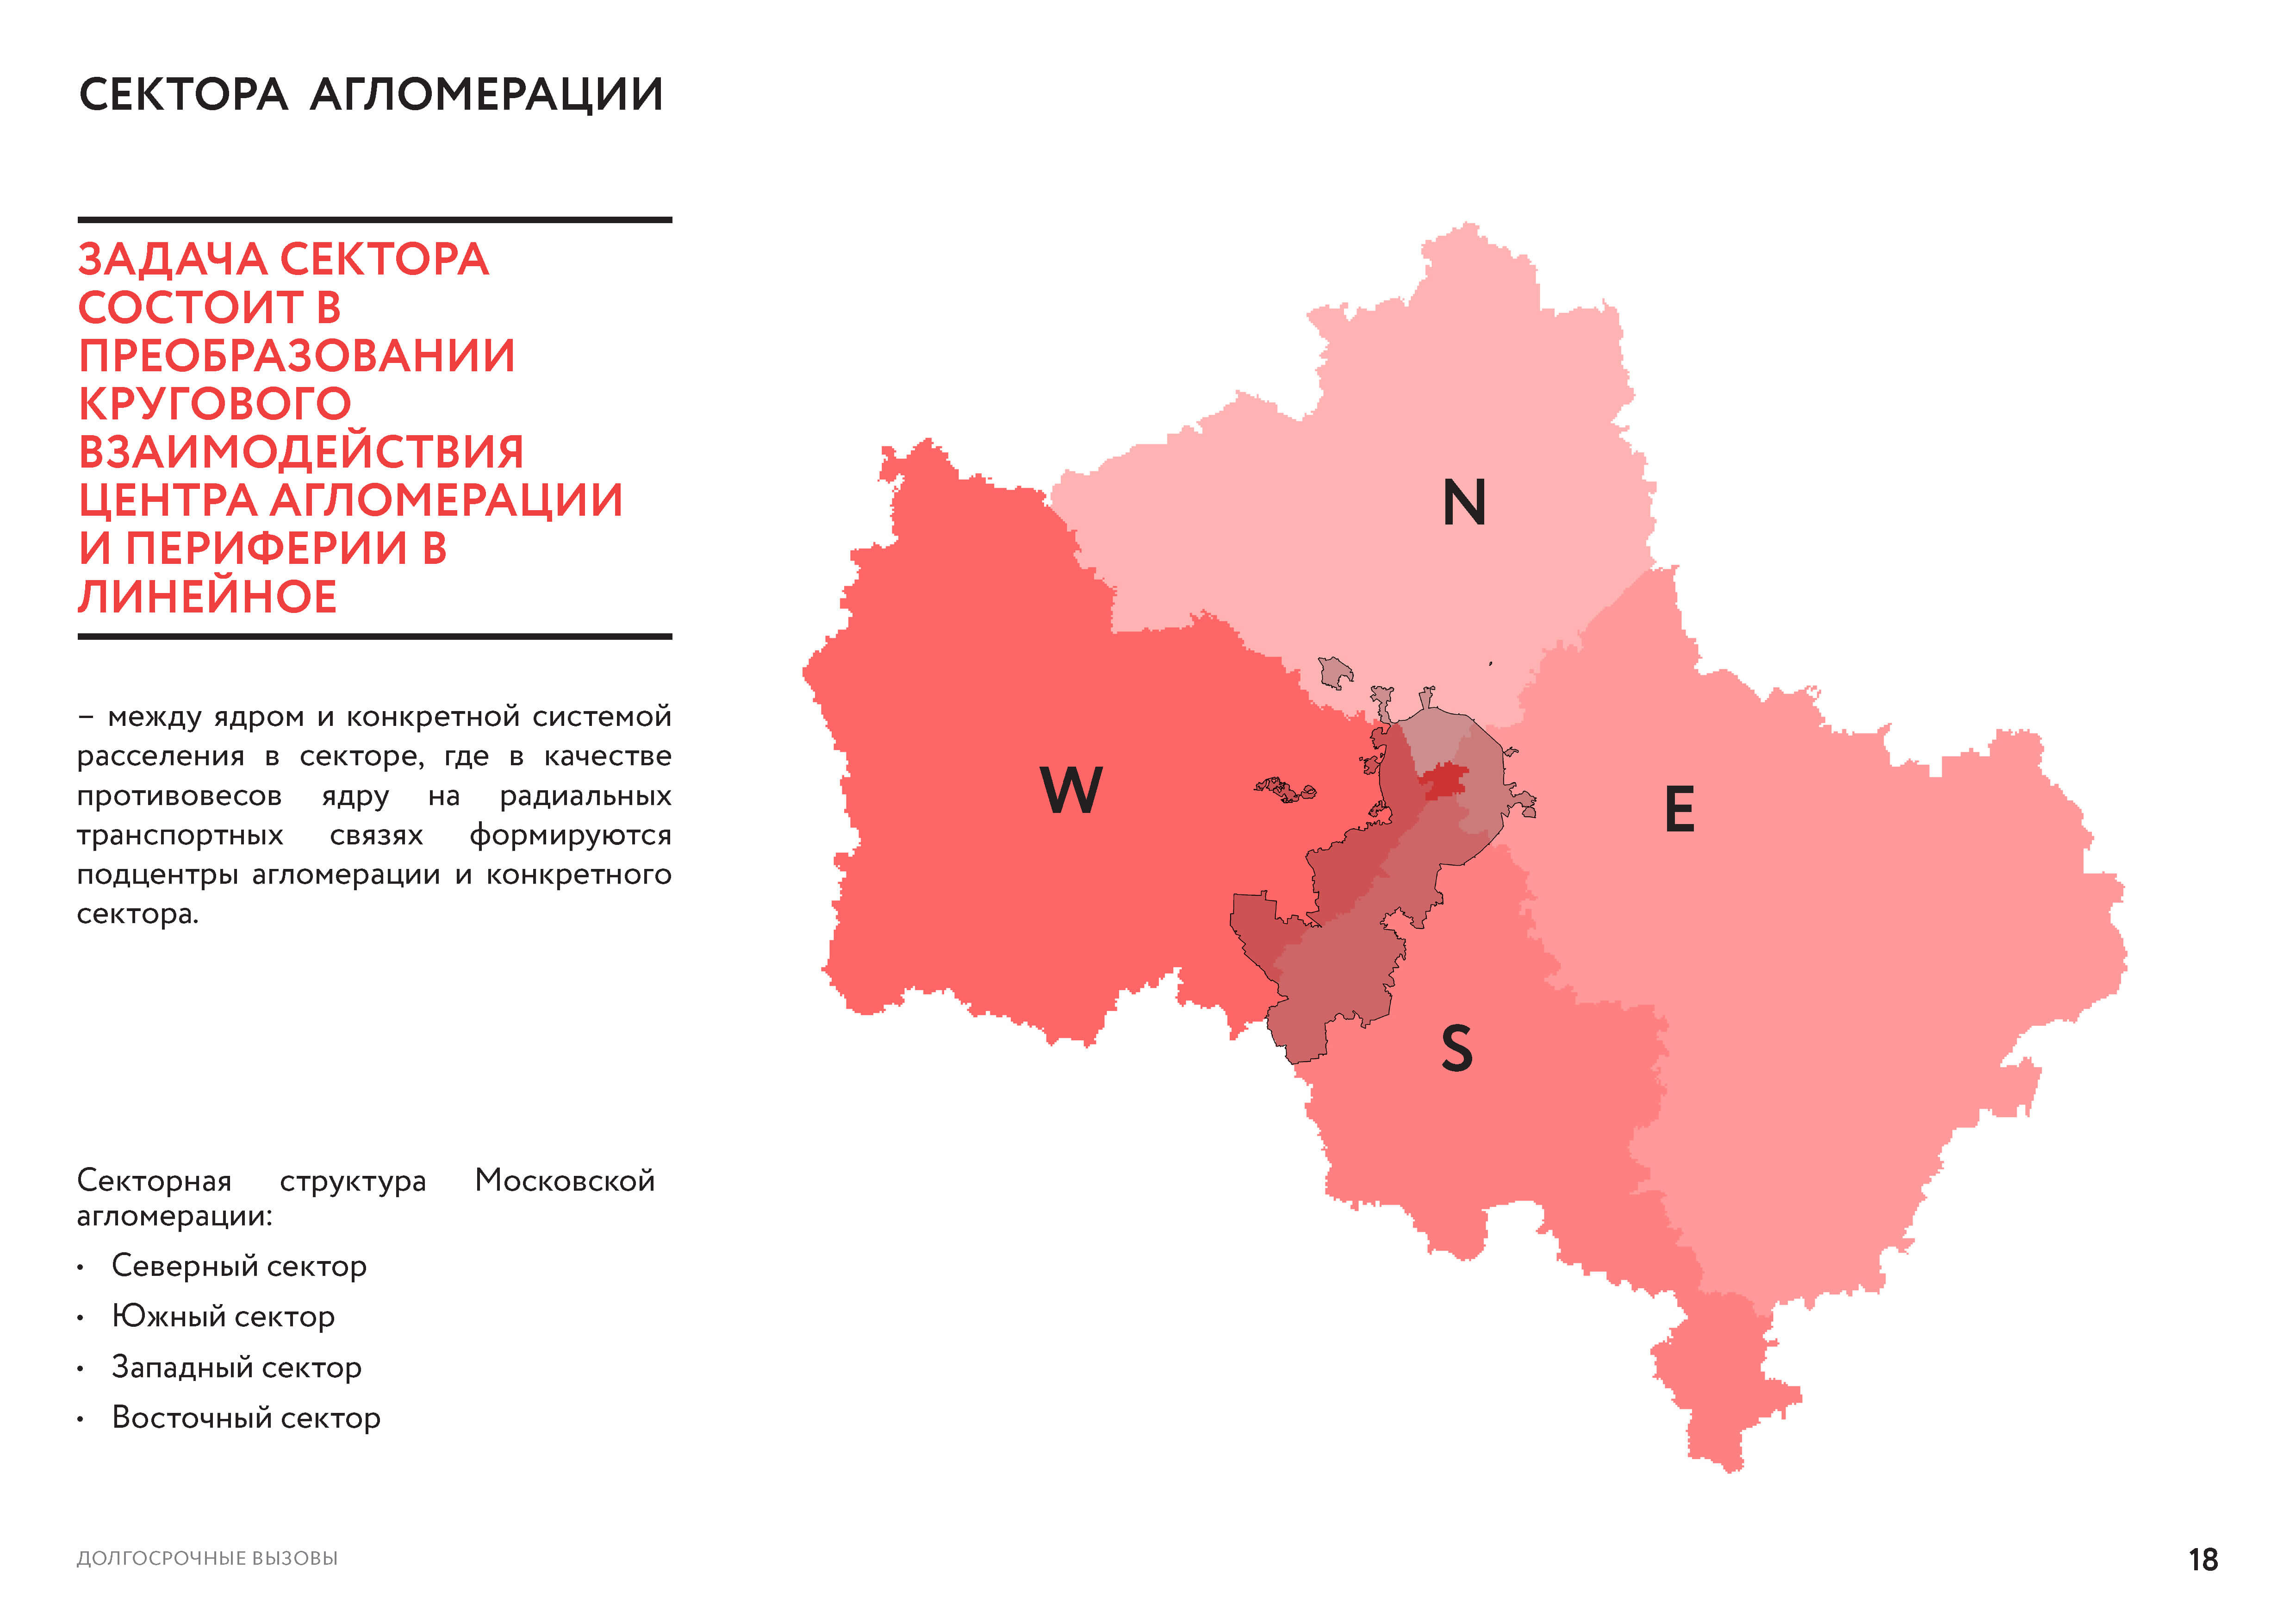 СЕКТОРА АГЛОМЕРАЦИИ
ЗАДАЧА СЕКТОРА
СОСТОИТ В
ПРЕОБРАЗОВАНИИ
КРУГОВОГО
ВЗАИМОДЕЙСТВИЯ
ЦЕНТРА АГЛОМЕРАЦИИ
И ПЕРИФЕРИИ В
ЛИНЕЙНОЕ
– между ядром и конкретной системой
расселения в секторе, где в качестве
противовесов ядру на радиальных
транспортных связях формируются
подцентры агломерации и конкретного
сектора.
Секторная структура Московской
агломерации:
• Северный сектор
• Южный сектор
• Западный сектор
• Восточный сектор
N
W
E
S
ДОЛГОСРОЧНЫЕ ВЫЗОВЫ
18